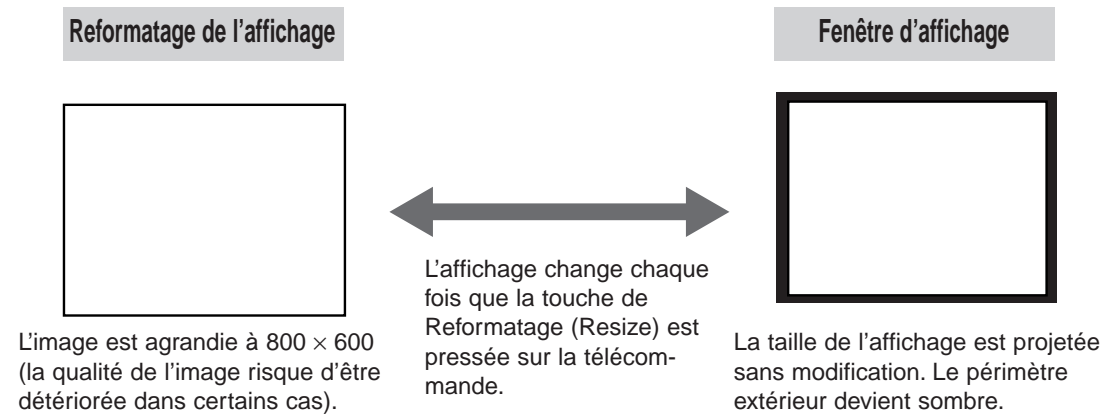 Reformatage de l'affichage
Fenêtre d'affichage
L'affichage change chaque
fois que la touche de
Reformatage (Resize) est
pressée sur la télécom-
mande.
L'image est agrandie à 800 × 600
(la qualité de l'image risque d'être
détériorée dans certains cas).
La taille de l'affichage est projetée
sans modification. Le périmètre
extérieur devient sombre.